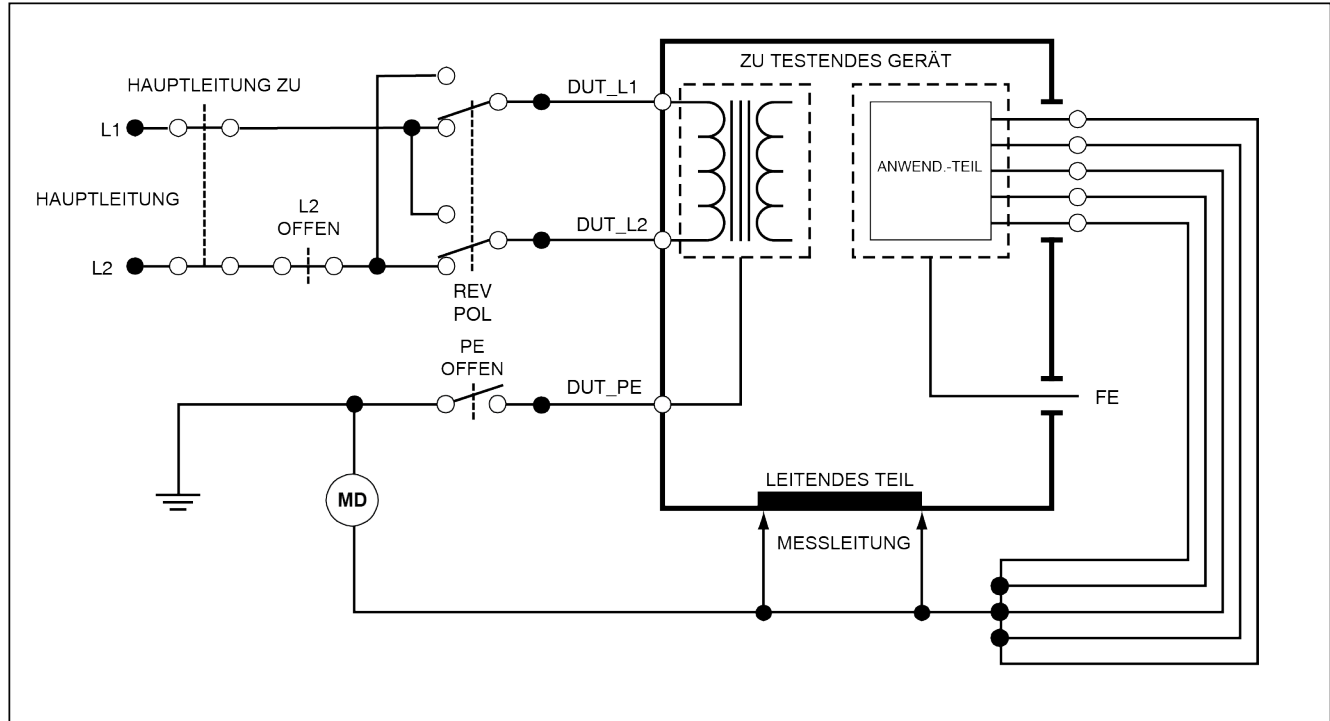 ZU TESTENDES GERÄT
HAUPTLEITUNG ZU
DUT_L1
L1
ANWEND.-TEIL
HAUPTLEITUNG
L2
OFFEN
DUT_L2
L2
REV
POL
PE
OFFEN
DUT_PE
FE
LEITENDES TEIL
MD
MESSLEITUNG